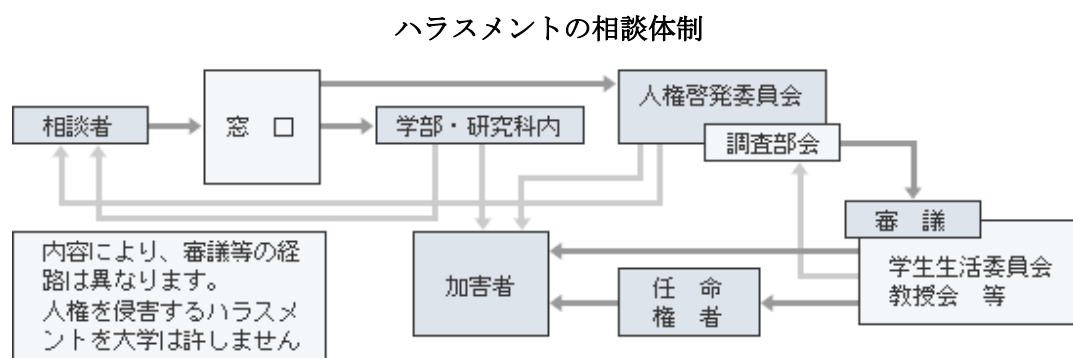 ハラスメントの相談体制
相談者
窓 口
学部・研究科内
人権啓発委員会
調査部会
審 議
学生生活委員会
教授会 等
加害者
任 命
権 者
内容により、審議等の経
路は異なります。
人権を侵害するハラスメ
ントを大学は許しません